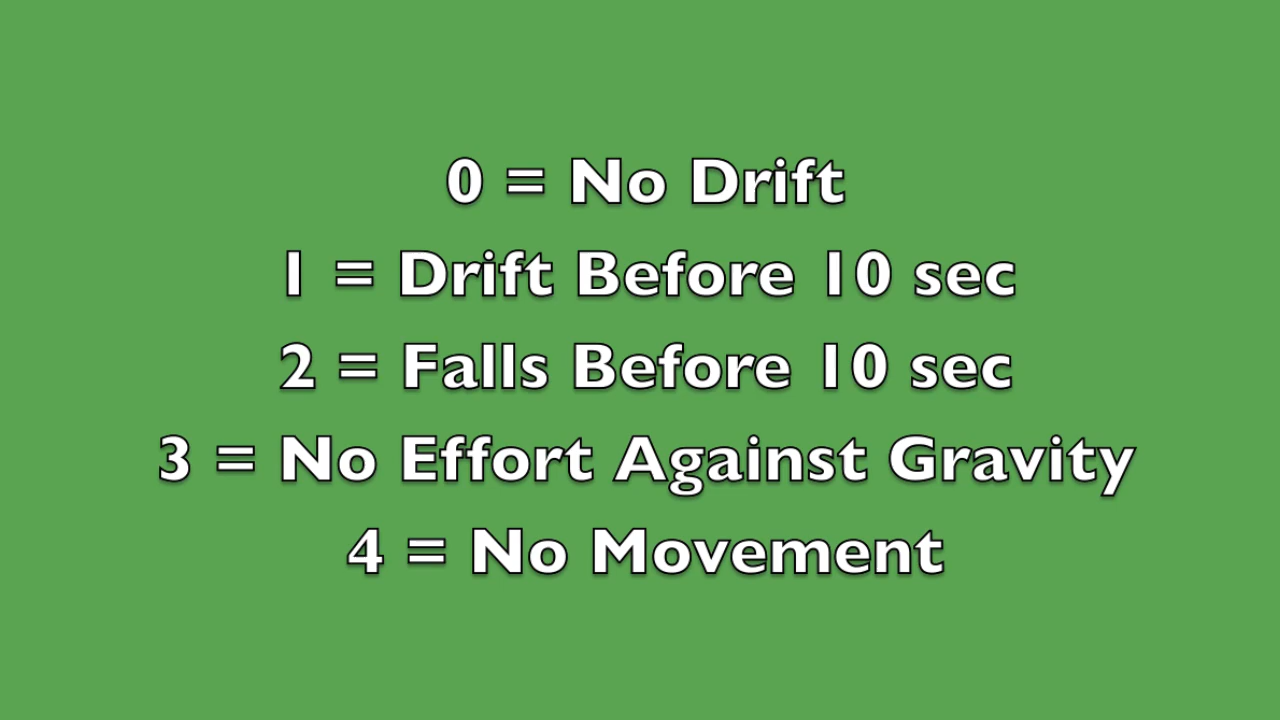 0 = No Drift
1 = Drift Before 10 sec
2 = Falls Before 10 sec
3 = No Effort Against Gravity
4 = No Movement